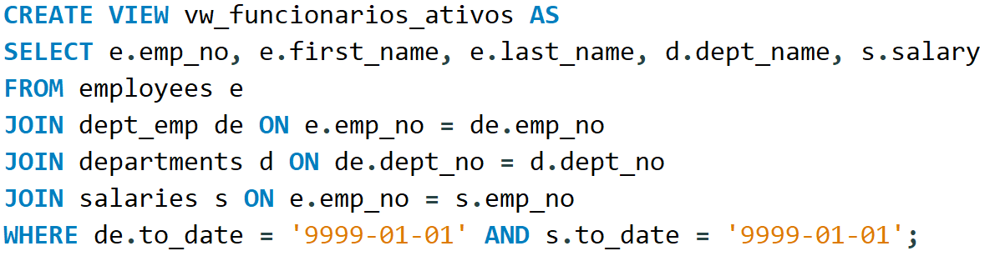 CREATE VIEW vw_funcionarios_ativos AS
SELECT e.emp_no, e.first_name, e.last_name, d.dept_name, s.salary
FROM employees e
JOIN dept_emp de ON e.emp_no = de.emp_no
JOIN departments d ON de.dept_no = d.dept_no
JOIN salaries s ON e.emp_no = s.emp_no
WHERE de.to_date = '9999-01-01' AND s.to_date = '9999-01-01';